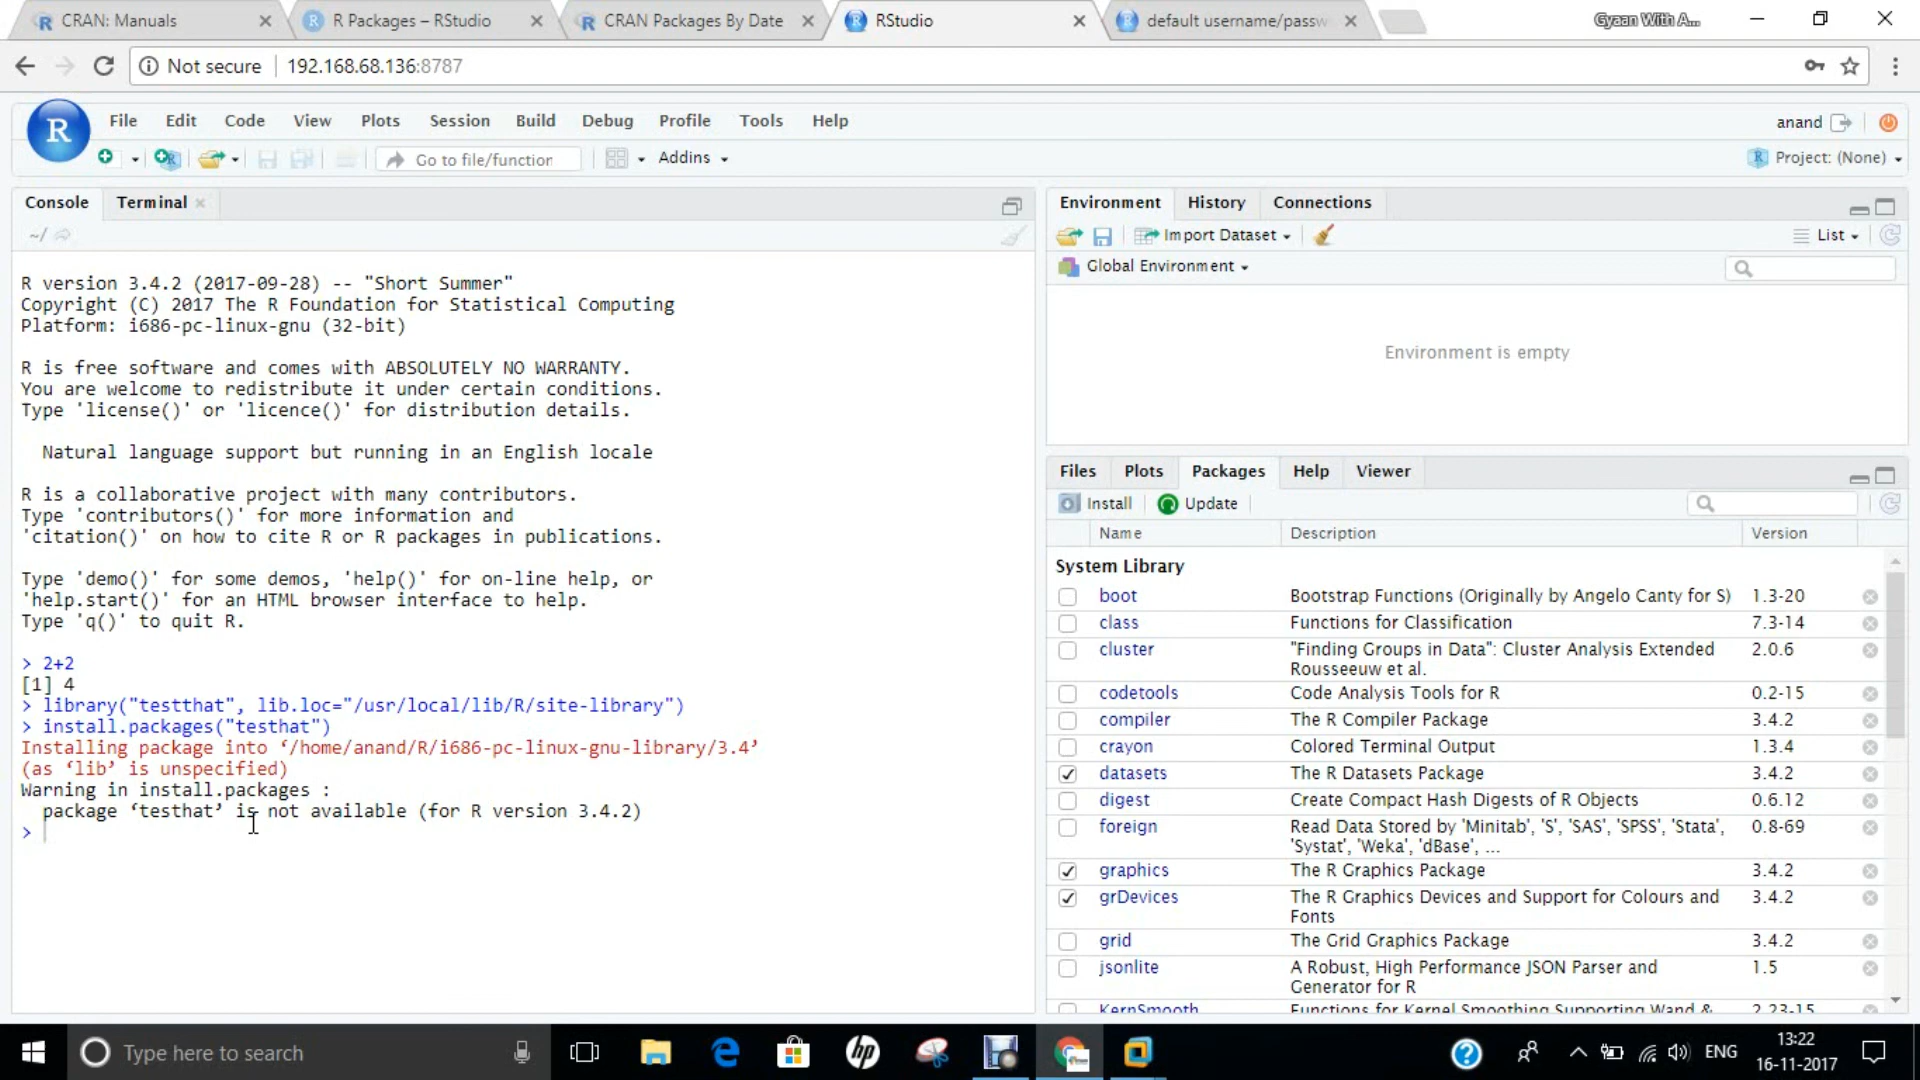 CRAN: Manuals
R Packages – RStudio
CRAN Packages By Date
RStudio
default username/passw
Gyaan With A...
Not secure
192.168.68.136:8787
R
File
Edit
Code
View
Plots
Session
Build
Debug
Profile
Tools
Help
anand
Go to file/function
Addins
Project: (None)
Console
Terminal
~/
R version 3.4.2 (2017-09-28) -- "Short Summer"
Copyright (C) 2017 The R Foundation for Statistical Computing
Platform: i686-pc-linux-gnu (32-bit)
R is free software and comes with ABSOLUTELY NO WARRANTY.
You are welcome to redistribute it under certain conditions.
Type 'license()' or 'licence()' for distribution details.
Natural language support but running in an English locale
R is a collaborative project with many contributors.
Type 'contributors()' for more information and
'citation()' on how to cite R or R packages in publications.
Type 'demo()' for some demos, 'help()' for on-line help, or
'help.start()' for an HTML browser interface to help.
Type 'q()' to quit R.
> 2+2
[1] 4
> library("testthat", lib.loc="/usr/local/lib/R/site-library")
> install.packages("testhat")
Installing package into ‘/home/anand/R/i686-pc-linux-gnu-library/3.4’
(as ‘lib’ is unspecified)
Warning in install.packages :
package ‘testhat’ is not available (for R version 3.4.2)
>
Environment
History
Connections
Import Dataset
List
Global Environment
Environment is empty
Files
Plots
Packages
Help
Viewer
Install
Update
Name
Description
Version
System Library
boot
Bootstrap Functions (Originally by Angelo Canty for S)
1.3-20
class
Functions for Classification
7.3-14
cluster
"Finding Groups in Data": Cluster Analysis Extended
Rousseeuw et al.
2.0.6
codetools
Code Analysis Tools for R
0.2-15
compiler
The R Compiler Package
3.4.2
crayon
Colored Terminal Output
1.3.4
datasets
The R Datasets Package
3.4.2
digest
Create Compact Hash Digests of R Objects
0.6.12
foreign
Read Data Stored by 'Minitab', 'S', 'SAS', 'SPSS', 'Stata',
'Systat', 'Weka', 'dBase', ...
0.8-69
graphics
The R Graphics Package
3.4.2
grDevices
The R Graphics Devices and Support for Colours and
Fonts
3.4.2
grid
The Grid Graphics Package
3.4.2
jsonlite
A Robust, High Performance JSON Parser and
Generator for R
1.5
KernSmooth
Functions for Kernel Smoothing Supporting Wand &
2.23-15
Type here to search
hp
ENG
13:22
16-11-2017